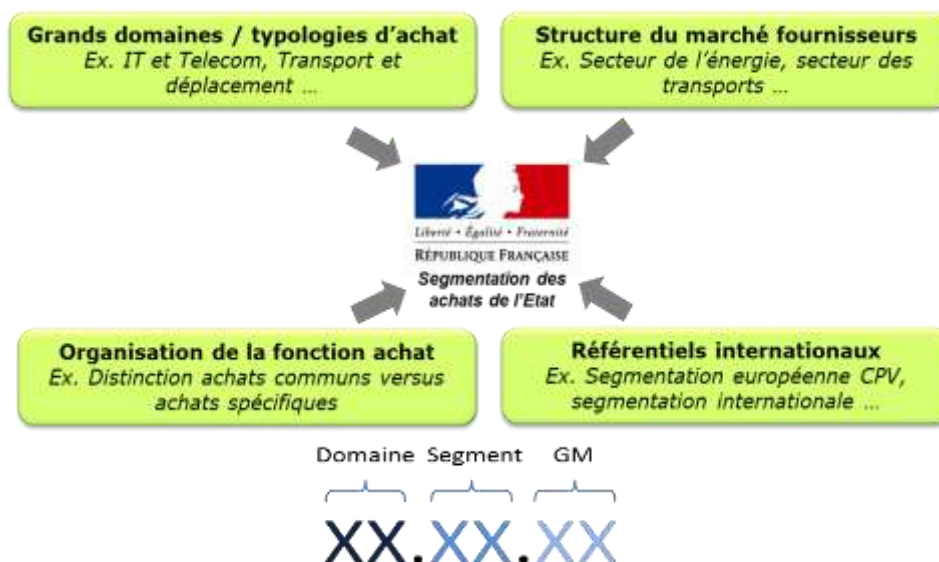 Grands domaines / typologies d'achat
Ex. IT et Telecom, Transport et
déplacement ...
Structure du marché fournisseurs
Ex. Secteur de l'énergie, secteur des
transports ...
Liberté • Égalité • Fraternité
RÉPUBLIQUE FRANÇAISE
Segmentation des
achats de l'Etat
Organisation de la fonction achat
Ex. Distinction achats communs versus
achats spécifiques
Référentiels internationaux
Ex. Segmentation européenne CPV,
segmentation internationale ...
Domaine Segment GM
XX.XX.XX